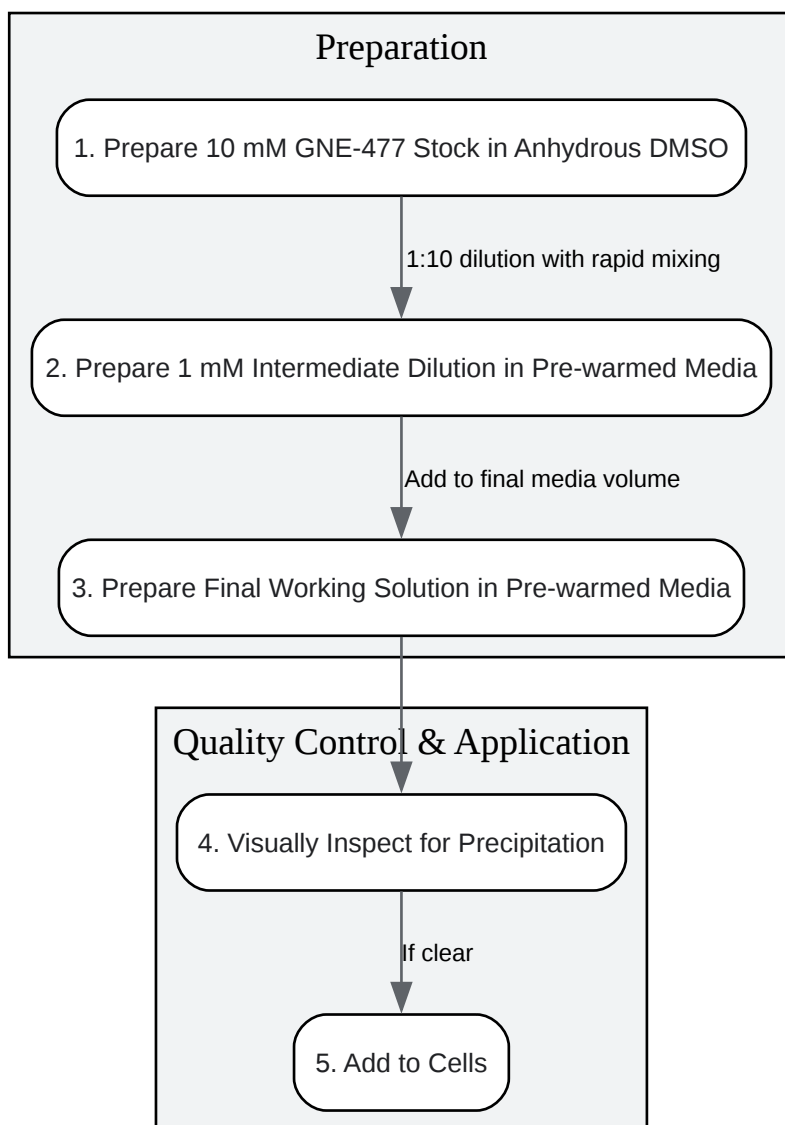 Preparation
1. Prepare 10 mM GNE-477 Stock in Anhydrous DMSO
1:10 dilution with rapid mixing
2. Prepare 1 mM Intermediate Dilution in Pre-warmed Media
Add to final media volume
3. Prepare Final Working Solution in Pre-warmed Media
Quality Control & Application
4. Visually Inspect for Precipitation
If clear
5. Add to Cells